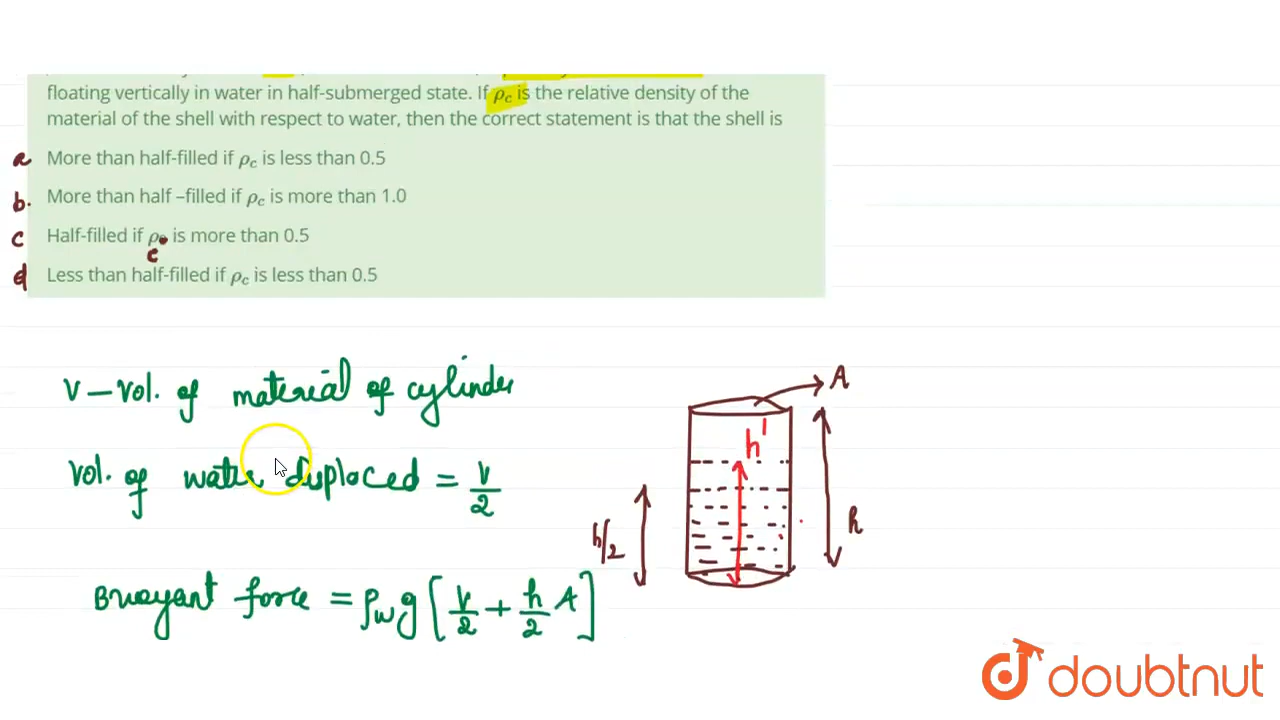 floating vertically in water in half-submerged state. If ρc is the relative density of the
material of the shell with respect to water, then the correct statement is that the shell is
a More than half-filled if ρc is less than 0.5
b. More than half –filled if ρc is more than 1.0
c Half-filled if ρc is more than 0.5
d Less than half-filled if ρc is less than 0.5
V – Vol. of material of cylinder
A
h'
Vol. of water displaced = V/2
h/2
h
Buoyant force = ρwg [V/2 + h/2 A]
doubtnut